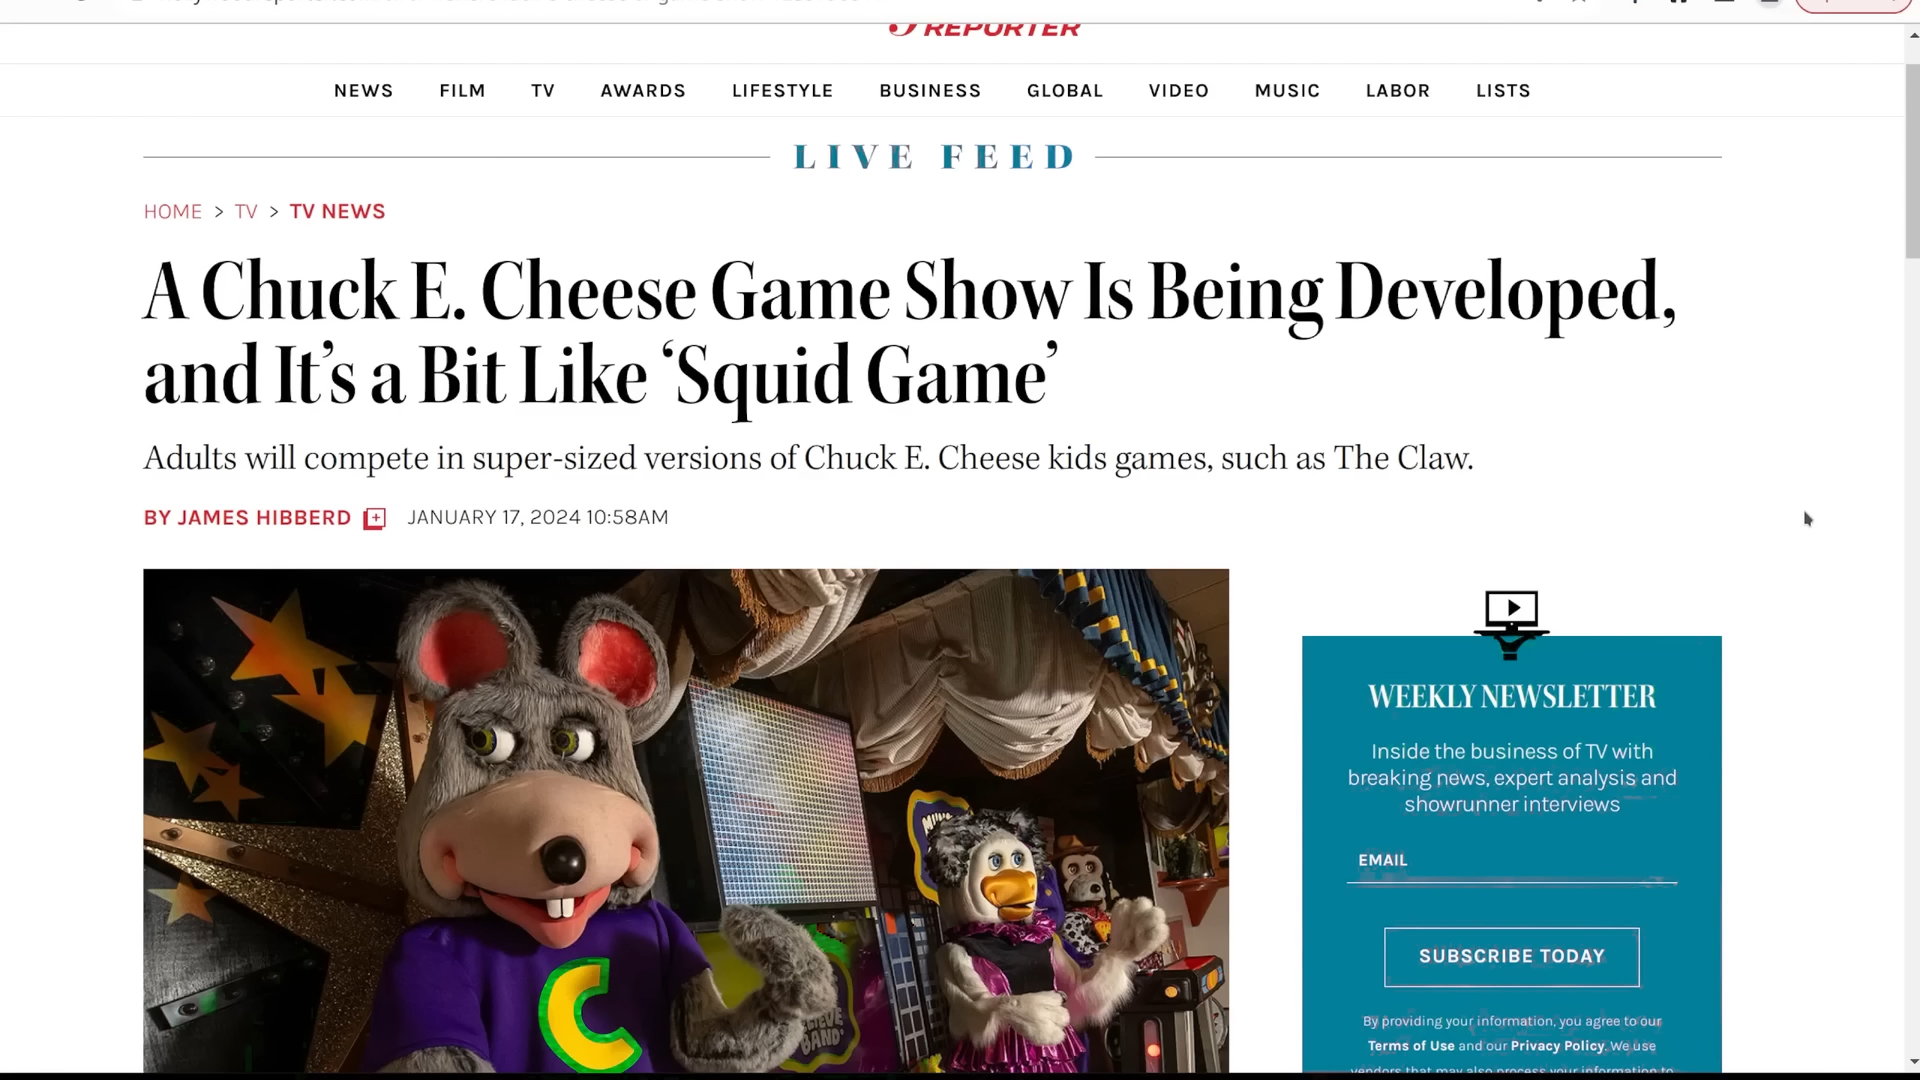 REPORTER
NEWS FILM TV AWARDS LIFESTYLE BUSINESS GLOBAL VIDEO MUSIC LABOR LISTS
LIVE FEED
HOME > TV > TV NEWS
A Chuck E. Cheese Game Show Is Being Developed,
and It’s a Bit Like ‘Squid Game’
Adults will compete in super-sized versions of Chuck E. Cheese kids games, such as The Claw.
BY JAMES HIBBERD JANUARY 17, 2024 10:58AM
C
BAND
WEEKLY NEWSLETTER
Inside the business of TV with
breaking news, expert analysis and
showrunner interviews
EMAIL
SUBSCRIBE TODAY
By providing your information, you agree to our
Terms of Use and our Privacy Policy. We use
vendors that may also process your information to